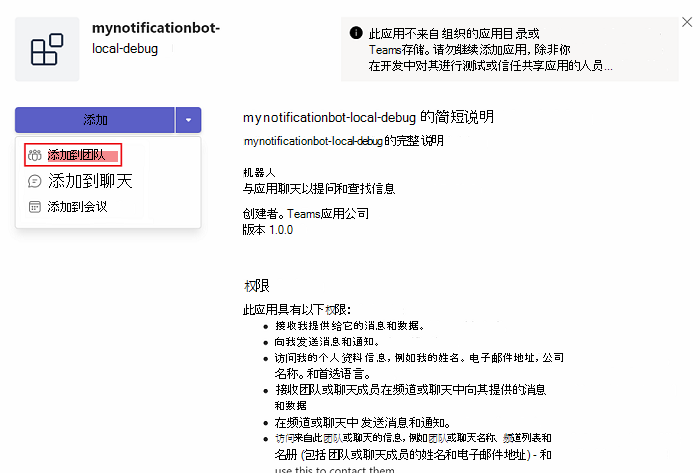 mynotificationbot-
local-debug
此应用不来自组织的应用目录或
Teams存储。请勿继续添加应用，除非你
在开发中对其进行测试或信任共享应用的人员...
添加
添加到团队
添加到聊天
添加到会议
mynotificationbot-local-debug 的简短说明
mynotificationbot-local-debug 的完整说明
机器人
与应用聊天以提问和查找信息
创建者。Teams应用公司
版本 1.0.0
权限
此应用具有以下权限:
• 接收我提供给它的消息和数据。
• 向我发送消息和通知。
• 访问我的个人资料信息，例如我的姓名。电子邮件地址，公司
名称。和首选语言。
• 接收团队或聊天成员在频道或聊天中向其提供的消息
和数据
• 在频道或聊天中发送消息和通知。
• 访问来自此团队或聊天的信息，例如团队或聊天名称、频道列表和
名册 (包括团队或聊天成员的姓名和电子邮件地址) - 和
use this to contact them